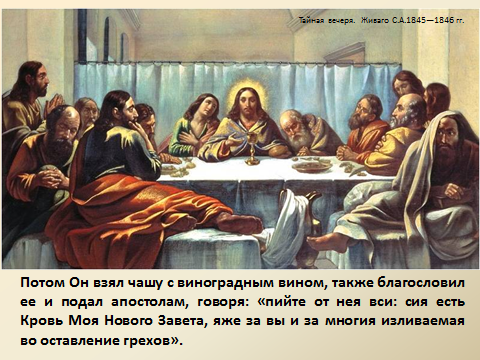 Тайная вечеря. Живаго С.А.1845—1846 гг.
Потом Он взял чашу с виноградным вином, также благословил
ее и подал апостолам, говоря: «пийте от нея вси: сия есть
Кровь Моя Нового Завета, яже за вы и за многия изливаемая
во оставление грехов».